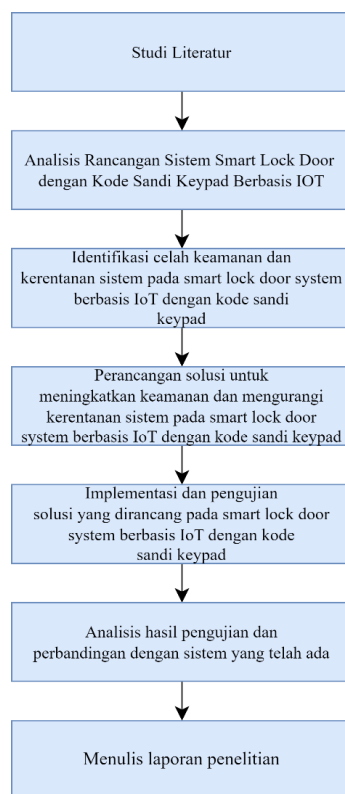 Studi Literatur
Analisis Rancangan Sistem Smart Lock Door
dengan Kode Sandi Keypad Berbasis IOT
Identifikasi celah keamanan dan
kerentanan sistem pada smart lock door system
berbasis IoT dengan kode sandi
keypad
Perancangan solusi untuk
meningkatkan keamanan dan mengurangi
kerentanan sistem pada smart lock door
system berbasis IoT dengan kode sandi keypad
Implementasi dan pengujian
solusi yang dirancang pada smart lock door
system berbasis IoT dengan kode
sandi keypad
Analisis hasil pengujian dan
perbandingan dengan sistem yang telah ada
Menulis laporan penelitian